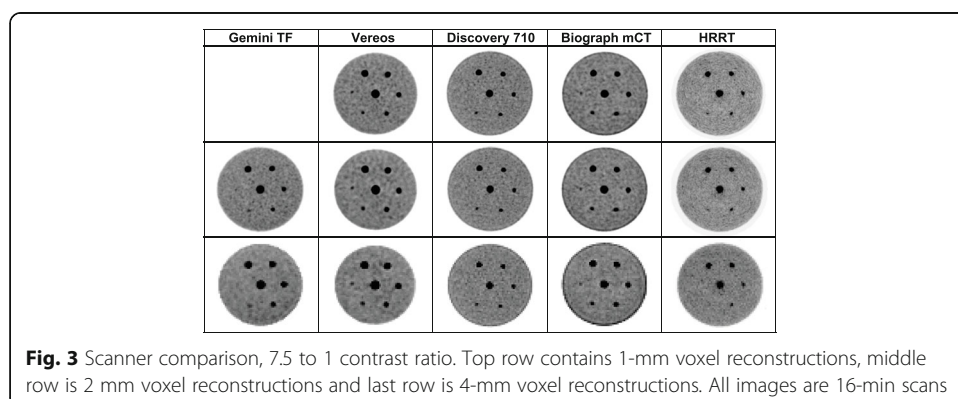 Gemini TF Vereos Discovery 710 Biograph mCT HRRT
Fig. 3 Scanner comparison, 7.5 to 1 contrast ratio. Top row contains 1-mm voxel reconstructions, middle
row is 2 mm voxel reconstructions and last row is 4-mm voxel reconstructions. All images are 16-min scans